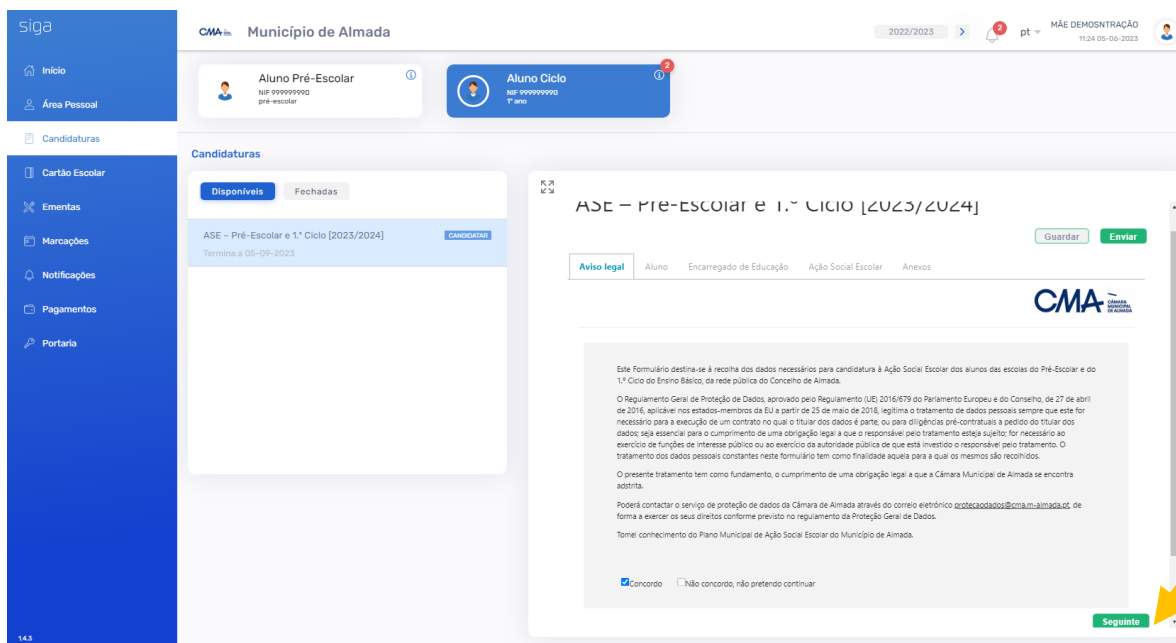 siga
CMA
Município de Almada
2022/2023
2
pt
MÃE DEMOSNTRAÇÃO
11:24 05-06-2023
Início
Área Pessoal
Candidaturas
Cartão Escolar
Ementas
Marcações
Notificações
Pagamentos
Portaria
1.4.3
Aluno Pré-Escolar
NIF 999999990
pré-escolar
Aluno Ciclo
NIF 999999990
1º ano
2
Candidaturas
Disponíveis
Fechadas
ASE – Pré-Escolar e 1.º Ciclo [2023/2024]
CANDIDATAR
Termina a 05-09-2023
ASE – Pré-Escolar e 1.º Ciclo [2023/2024]
Guardar
Enviar
Aviso legal
Aluno
Encarregado de Educação
Ação Social Escolar
Anexos
CMA
CÂMARA
MUNICIPAL
DE ALMADA
Este Formulário destina-se à recolha dos dados necessários para candidatura à Ação Social Escolar dos alunos das escolas do Pré-Escolar e do
1.º Ciclo do Ensino Básico, da rede pública do Concelho de Almada.
O Regulamento Geral de Proteção de Dados, aprovado pelo Regulamento (UE) 2016/679 do Parlamento Europeu e do Conselho, de 27 de abril
de 2016, aplicável nos estados-membros da EU a partir de 25 de maio de 2018, legitima o tratamento de dados pessoais sempre que este for
necessário para a execução de um contrato no qual o titular dos dados é parte, ou para diligências pré-contratuais a pedido do titular dos
dados; seja essencial para o cumprimento de uma obrigação legal a que o responsável pelo tratamento esteja sujeito; for necessário ao
exercício de funções de interesse público ou ao exercício da autoridade pública de que está investido o responsável pelo tratamento. O
tratamento dos dados pessoais constantes neste formulário tem como finalidade aquela para a qual os mesmos são recolhidos.
O presente tratamento tem como fundamento, o cumprimento de uma obrigação legal a que a Câmara Municipal de Almada se encontra
adstrita.
Poderá contactar o serviço de proteção de dados da Câmara de Almada através do correio eletrónico protecaodados@cma.m-almada.pt, de
forma a exercer os seus direitos conforme previsto no regulamento da Proteção Geral de Dados.
Tomei conhecimento do Plano Municipal de Ação Social Escolar do Município de Almada.
Concordo
Não concordo, não pretendo continuar
Seguinte